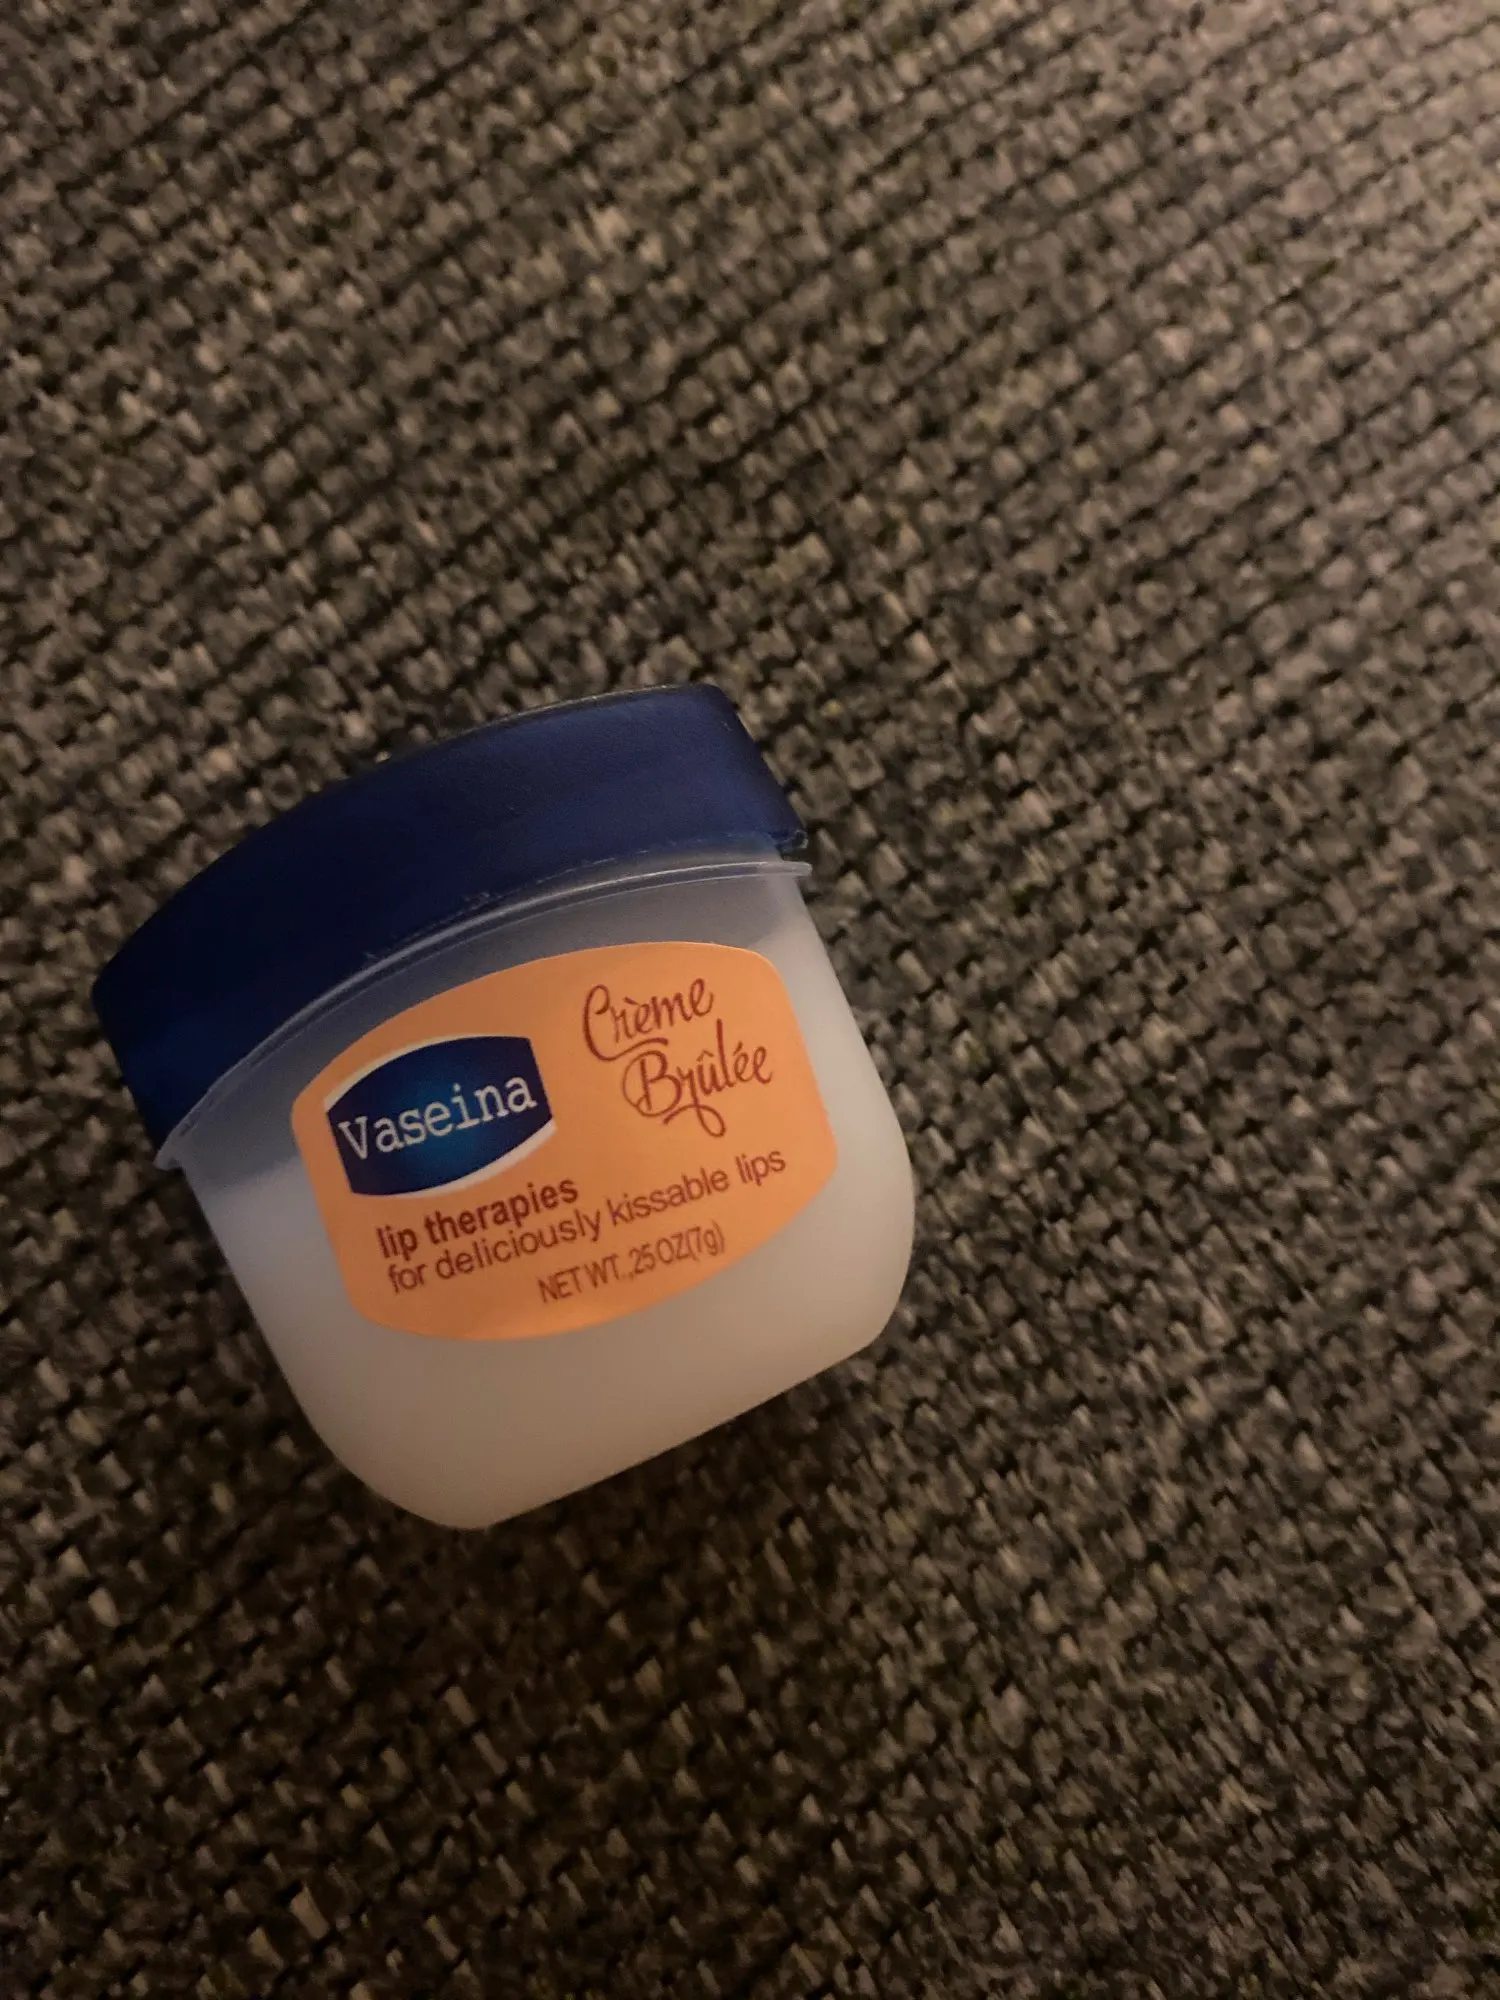 Vaseina
Crème
Brûlée
lip therapies
for deliciously kissable lips
NET WT.,25 OZ(7g)